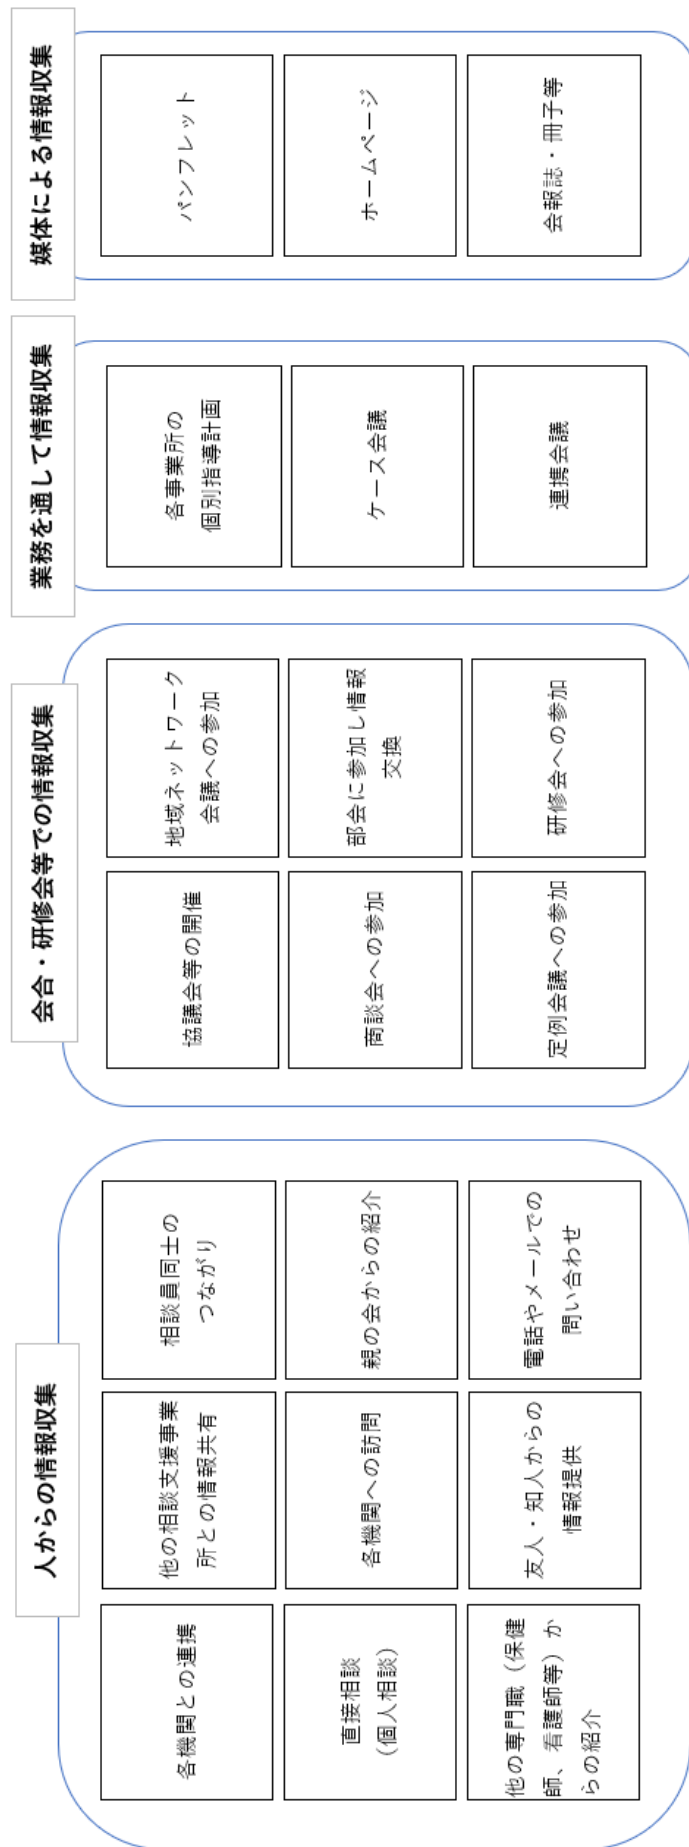 人からの情報収集
各機関との連携
他の相談支援事業
所との情報共有
相談員同士の
つながり
直接相談
（個人相談）
各機関への訪問
親の会からの紹介
他の専門職（保健
師、看護師等）か
らの紹介
友人・知人からの
情報提供
電話やメールでの
問い合わせ
会合・研修会等での情報収集
協議会等の開催
地域ネットワーク
会議への参加
商談会への参加
部会に参加し情報
交換
定例会議への参加
研修会への参加
業務を通して情報収集
各事業所の
個別指導計画
ケース会議
連携会議
媒体による情報収集
パンフレット
ホームページ
会報誌・冊子等